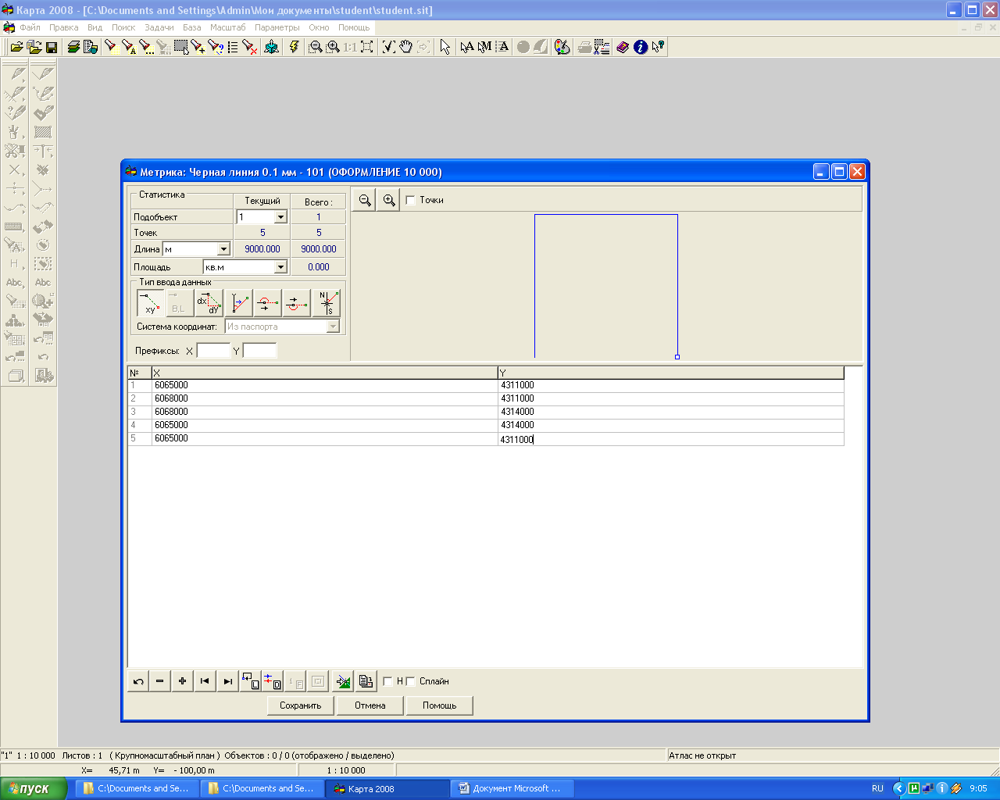 Карта 2008 - [C:\Documents and Settings\Admin\Мои документы\student\student.sit]
Файл Правка Вид Поиск Задачи База Масштаб Параметры Окно Помощь
1:1
Метрика: Черная линия 0.1 мм - 101 (ОФОРМЛЕНИЕ 10 000)
Статистика Текущий Всего :
Точки
Подобъект 1 1
Точек 5 5
Длина м 9000.000 9000.000
Площадь кв.м 0.000
Тип ввода данных
xy B,L dx dy Y N S
Система координат: Из паспорта
Префиксы: X Y
№ X Y
1 6065000 4311000
2 6068000 4311000
3 6068000 4314000
4 6065000 4314000
5 6065000 4311000
L D 1 F H Сплайн
Сохранить Отмена Помощь
H
Abc Abc
"1" 1 : 10 000 Листов : 1 ( Крупномасштабный план ) Объектов : 0 / 0 (отображено / выделено) Атлас не открыт
X= 45,71 m Y= - 100,00 m 1 : 10 000
пуск C:\Documents and Se... C:\Documents and Se... Карта 2008 Документ Microsoft ... RU 9:05